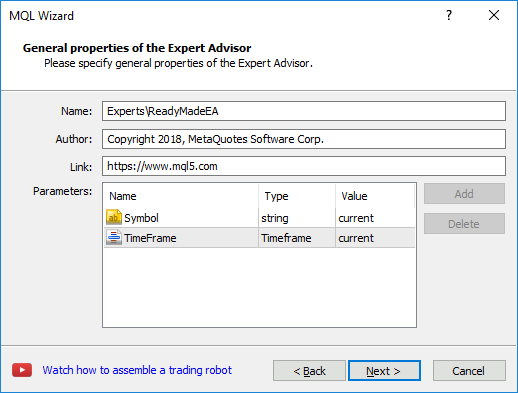 MQL Wizard
General properties of the Expert Advisor
Please specify general properties of the Expert Advisor.
Name: Experts\ReadyMadeEA
Author: Copyright 2018, MetaQuotes Software Corp.
Link: https://www.mql5.com
Parameters:
Name Type Value
ab Symbol string current
TimeFrame Timeframe current
Add
Delete
Watch how to assemble a trading robot
< Back Next > Cancel